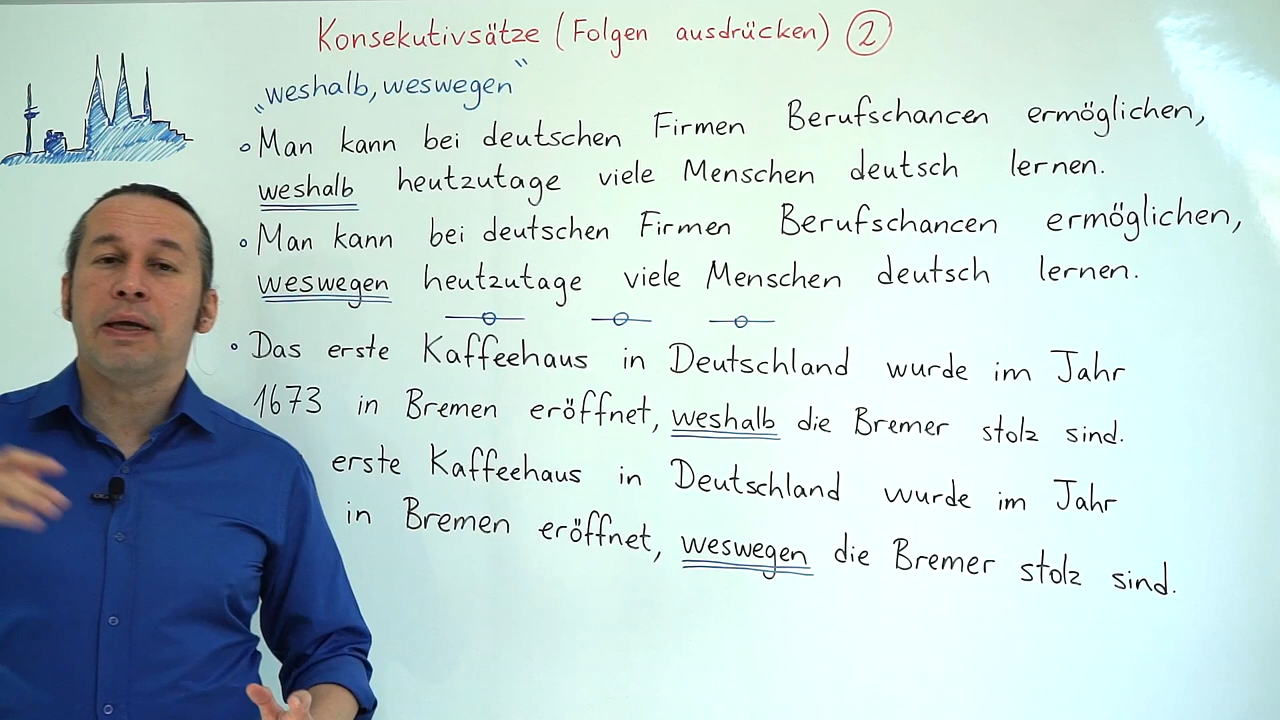 Konsekutivsätze (Folgen ausdrücken) 2
„weshalb, weswegen"
Man kann bei deutschen Firmen Berufschancen ermöglichen,
weshalb heutzutage viele Menschen deutsch lernen.
Man kann bei deutschen Firmen Berufschancen ermöglichen,
weswegen heutzutage viele Menschen deutsch lernen.
Das erste Kaffeehaus in Deutschland wurde im Jahr
1673 in Bremen eröffnet, weshalb die Bremer stolz sind.
erste Kaffeehaus in Deutschland wurde im Jahr
in Bremen eröffnet, weswegen die Bremer stolz sind.